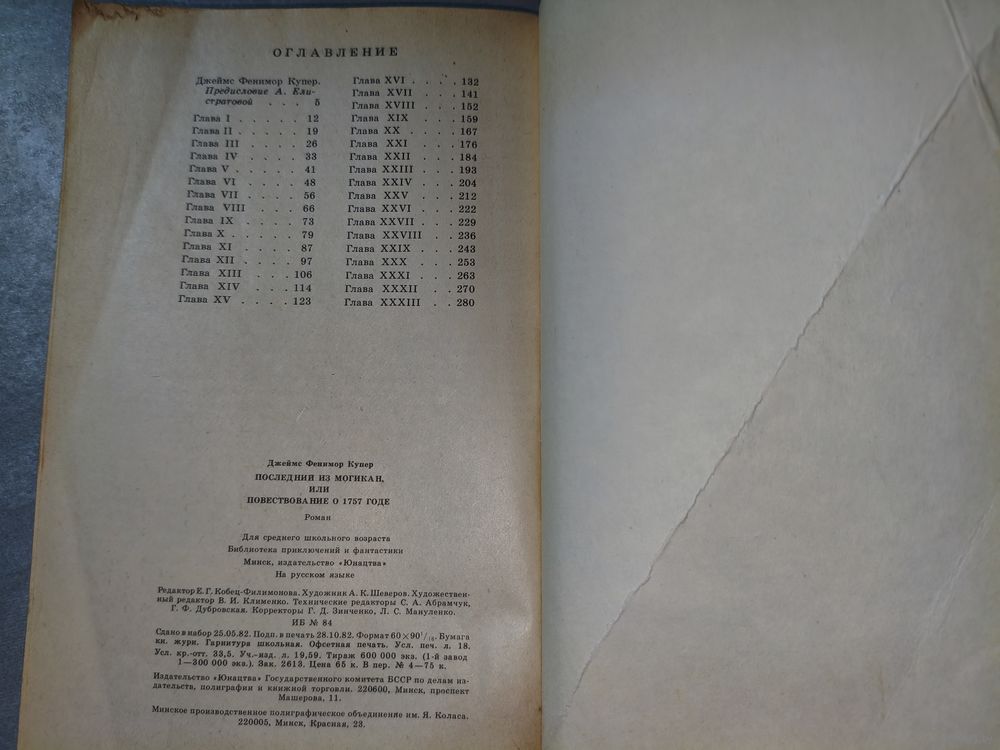 ОГЛАВЛЕНИЕ
Джеймс Фенимор Купер.
Предисловие А. Ели-
стратовой . . . 5
Глава I . . . . . 12
Глава II . . . . . 19
Глава III . . . . 26
Глава IV . . . . 33
Глава V . . . . . 41
Глава VI . . . . 48
Глава VII . . . . 56
Глава VIII . . . 66
Глава IX . . . . 73
Глава X . . . . . 79
Глава XI . . . . 87
Глава XII . . . . 97
Глава XIII . . . 106
Глава XIV . . . 114
Глава XV . . . . 123
Глава XVI . . . . 132
Глава XVII . . . 141
Глава XVIII . . . 152
Глава XIX . . . 159
Глава XX . . . . 167
Глава XXI . . . 176
Глава XXII . . . 184
Глава XXIII . . . 193
Глава XXIV . . . 204
Глава XXV . . . 212
Глава XXVI . . . 222
Глава XXVII . . . 229
Глава XXVIII . . 236
Глава XXIX . . . 243
Глава XXX . . . 253
Глава XXXI . . . 263
Глава XXXII . . 270
Глава XXXIII . . 280
Джеймс Фенимор Купер
ПОСЛЕДНИЙ ИЗ МОГИКАН,
ИЛИ
ПОВЕСТВОВАНИЕ О 1757 ГОДЕ
Роман
Для среднего школьного возраста
Библиотека приключений и фантастики
Минск, издательство «Юнацтва»
На русском языке
Редактор Е. Г. Кобец-Филимонова. Художник А. К. Шеверов. Художествен-
ный редактор В. И. Клименко. Технические редакторы С. А. Абрамчук,
Г. Ф. Дубровская. Корректоры Г. Д. Зинченко, Л. С. Мануленко.
ИБ № 84
Сдано в набор 25.05.82. Подп. в печать 28.10.82. Формат 60×90 1/16. Бумага
кн. журн. Гарнитура школьная. Офсетная печать. Усл. печ. л. 18.
Усл. кр.-отт. 33,5. Уч.-изд. л. 19,59. Тираж 600 000 экз. (1-й завод
1—300 000 экз.). Зак. 2613. Цена 65 к. В пер. № 4—75 к.
Издательство «Юнацтва» Государственного комитета БССР по делам из-
дательств, полиграфии и книжной торговли. 220600, Минск, проспект
Машерова, 11.
Минское производственное полиграфическое объединение им. Я. Коласа.
220005, Минск, Красная, 23.